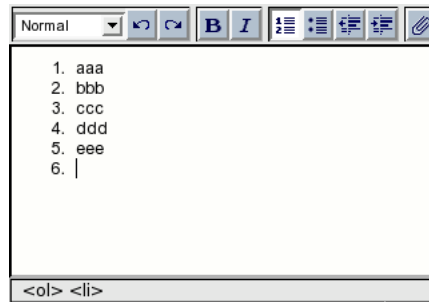 Normal B I
1. aaa
2. bbb
3. ccc
4. ddd
5. eee
6.
<ol> <li>